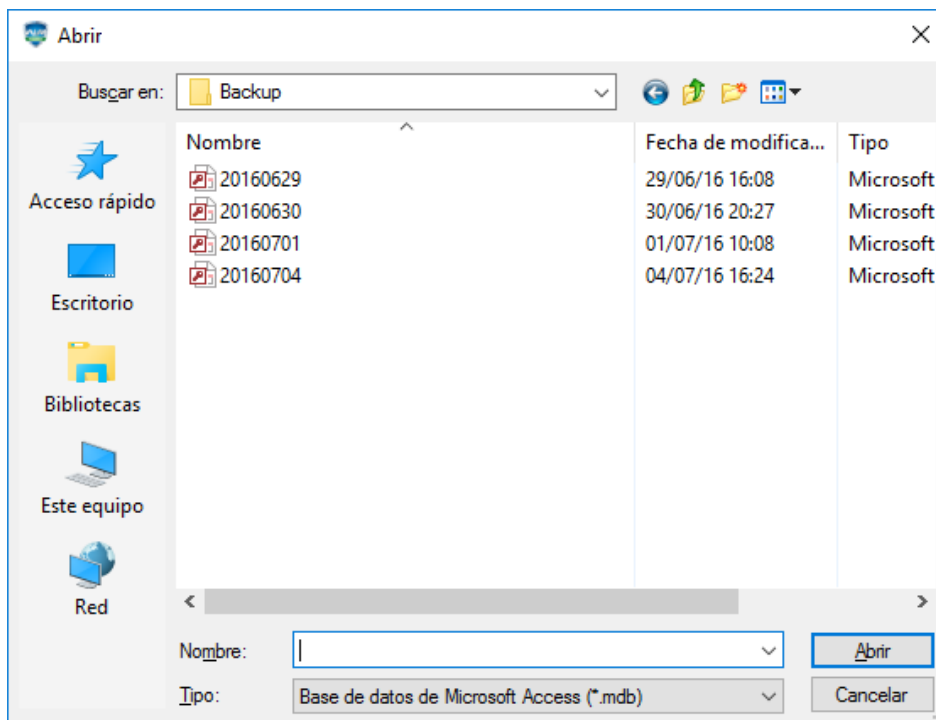 Abrir
Buscar en: Backup
Nombre Fecha de modifica... Tipo
20160629 29/06/16 16:08 Microsoft
20160630 30/06/16 20:27 Microsoft
20160701 01/07/16 10:08 Microsoft
20160704 04/07/16 16:24 Microsoft
Acceso rápido
Escritorio
Bibliotecas
Este equipo
Red
Nombre: Abrir
Tipo: Base de datos de Microsoft Access (*.mdb) Cancelar